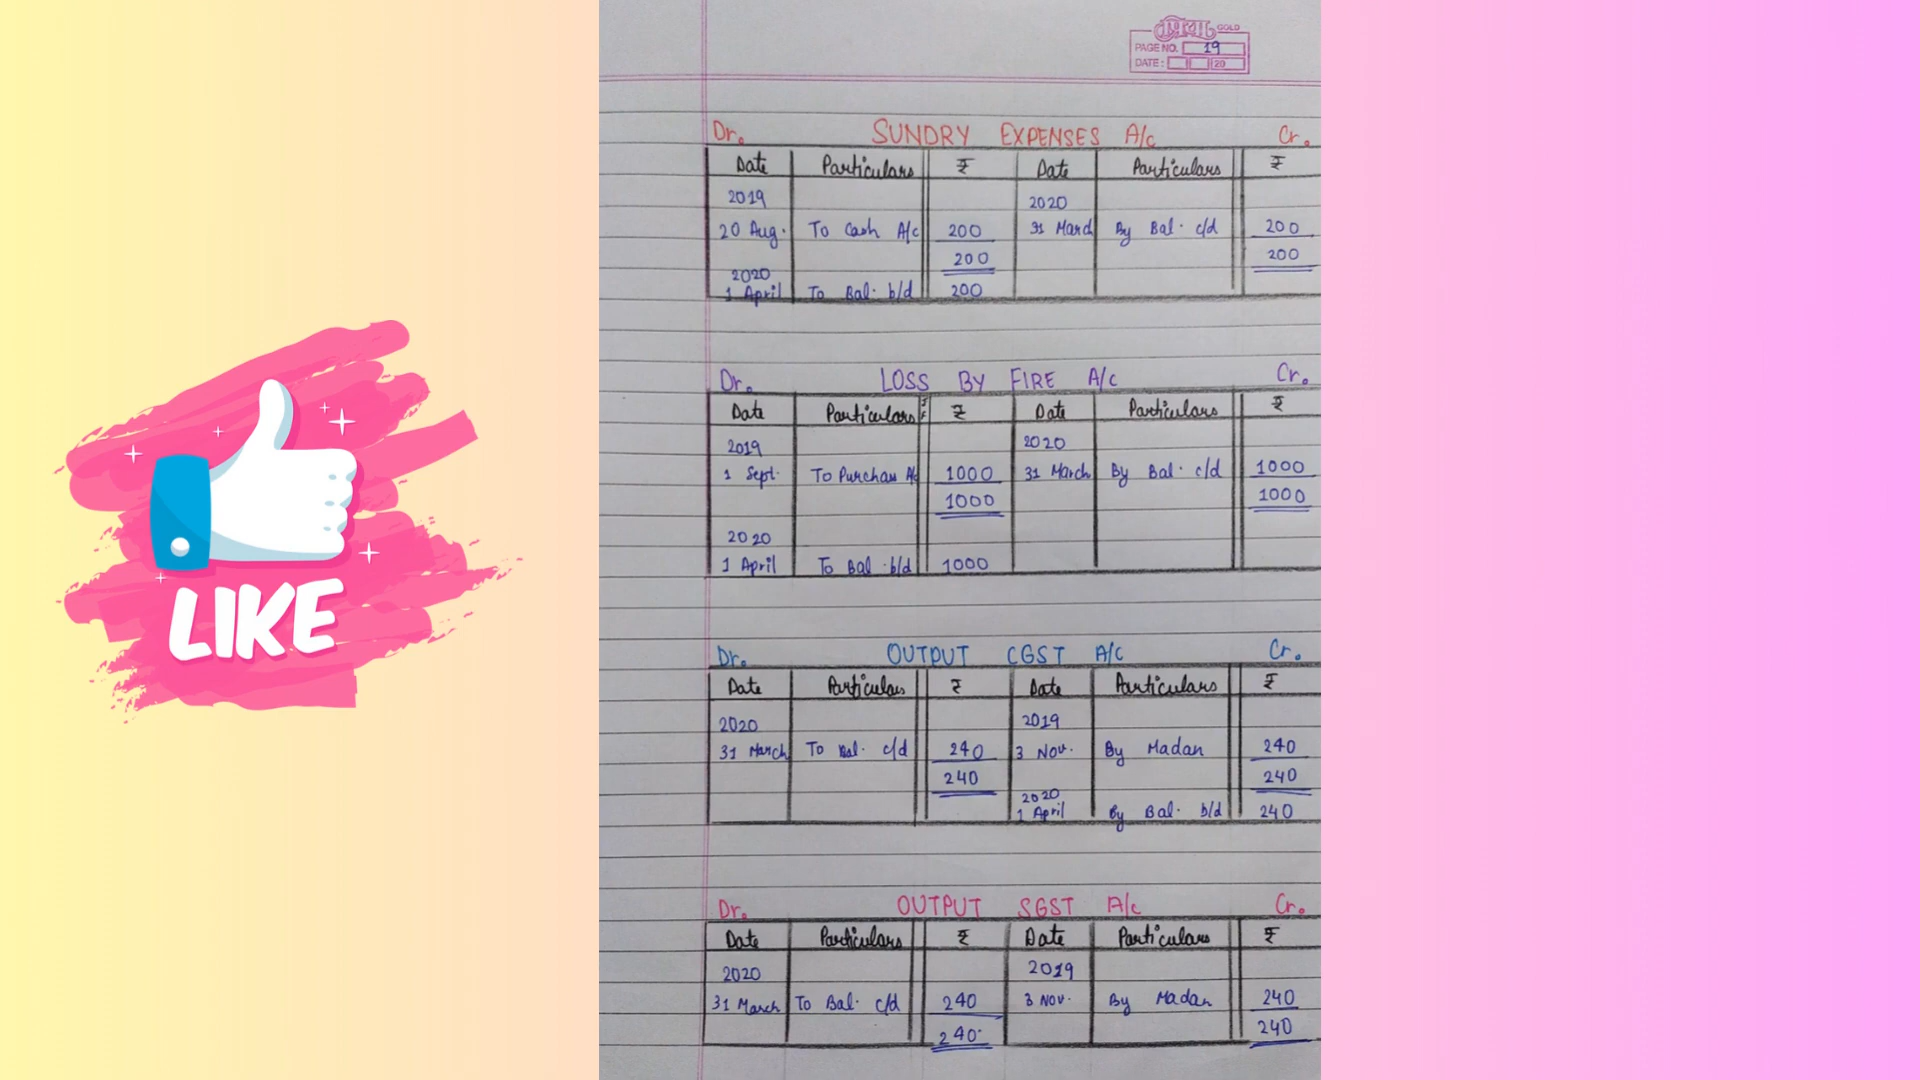 GOLD
PAGE NO. 19
DATE: 20
Dr. SUNDRY EXPENSES A/c Cr.
Date Particulars ₹ Date Particulars ₹
2019 2020
20 Aug. To Cash A/c 200 31 March By Bal. c/d 200
200 200
2020
1 April To Bal. b/d 200
Dr. LOSS BY FIRE A/c Cr.
Date Particulars JF ₹ Date Particulars ₹
2019 2020
1 Sept. To Purchase A/c 1000 31 March By Bal. c/d 1000
1000 1000
2020
1 April To Bal. b/d 1000
Dr. OUTPUT CGST A/C Cr.
Date Particulars ₹ Date Particulars ₹
2020 2019
31 March To Bal. c/d 240 3 Nov. By Madan 240
240 240
2020
1 April By Bal. b/d 240
Dr. OUTPUT SGST A/c Cr.
Date Particulars ₹ Date Particulars ₹
2020 2019
31 March To Bal. c/d 240 3 Nov. By Madan 240
240 240
LIKE